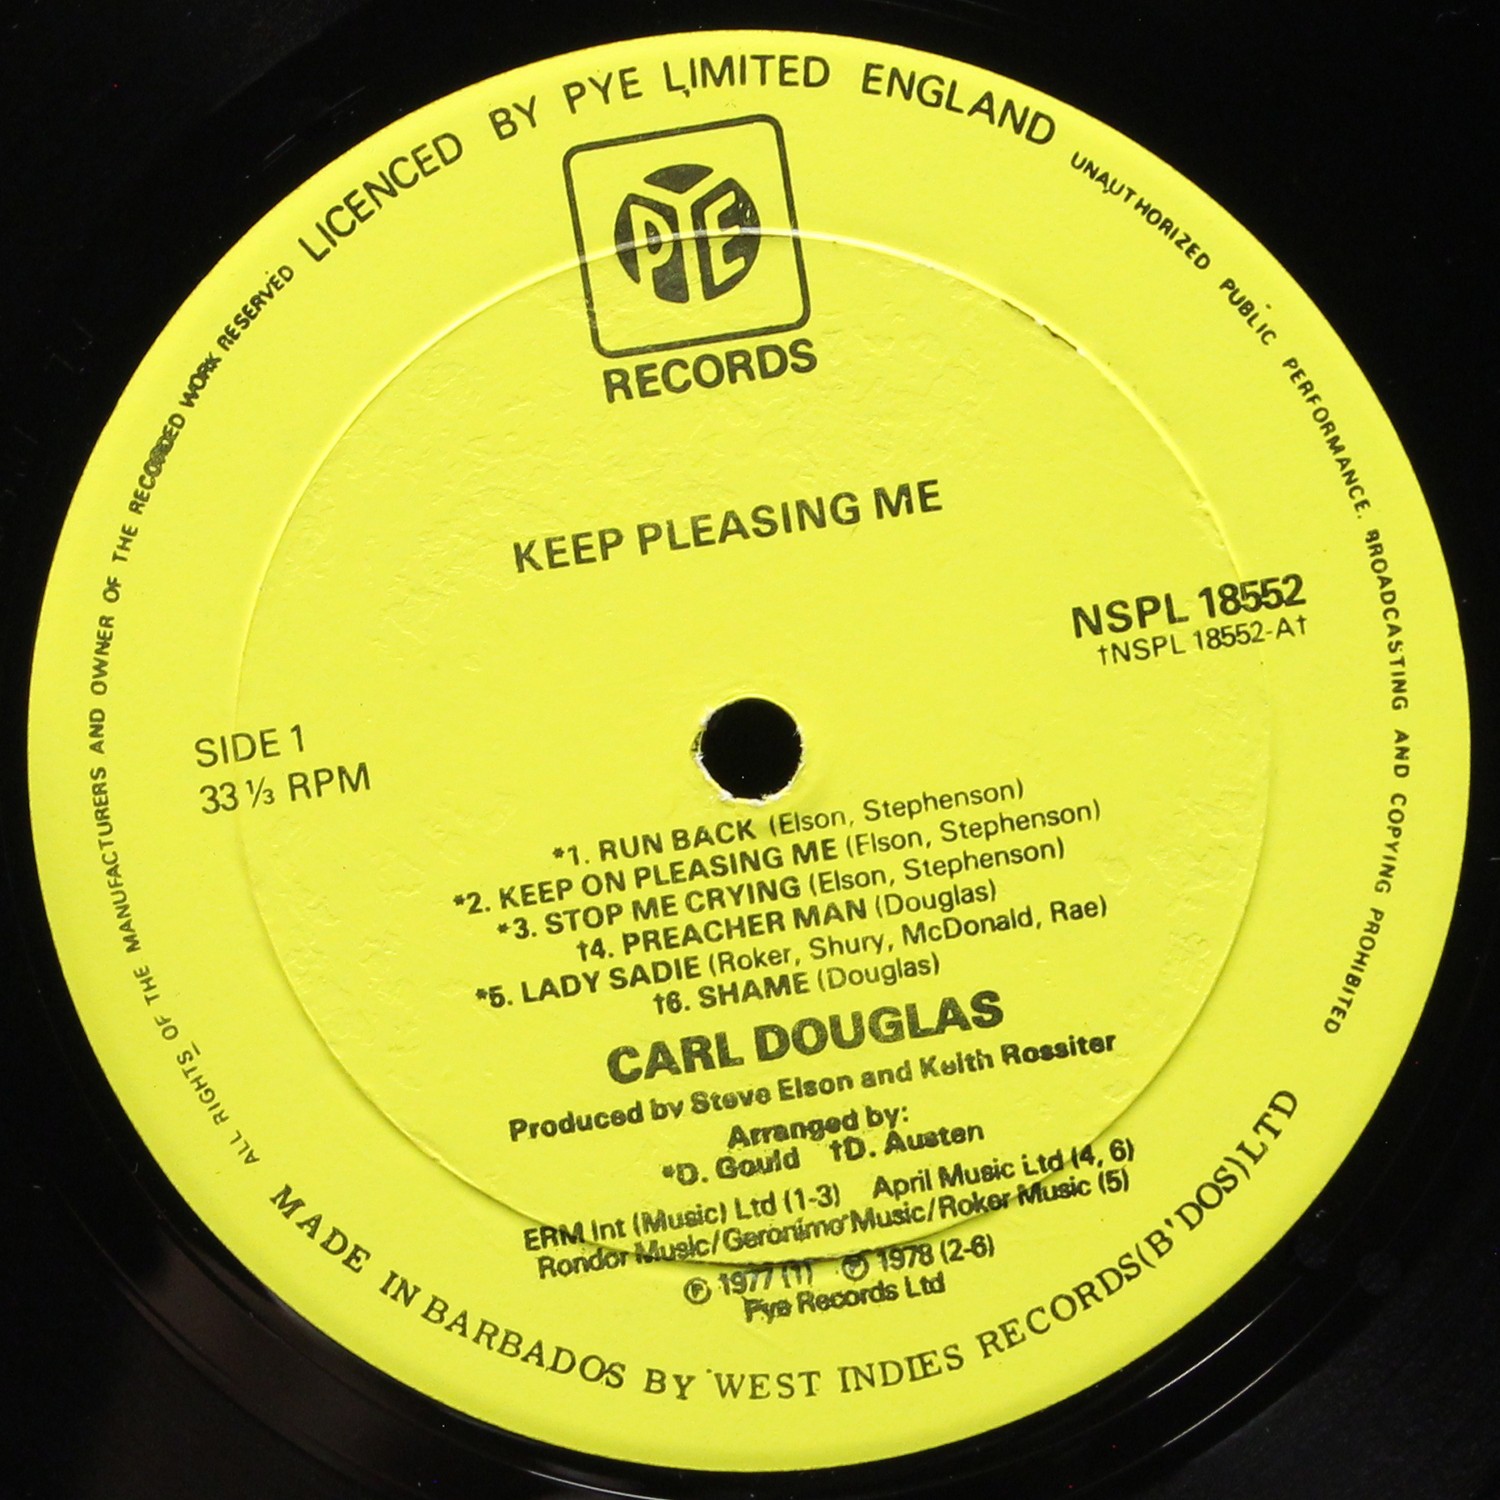 LICENCED BY PYE LIMITED ENGLAND
UNAUTHORIZED PUBLIC PERFORMANCE. BROADCASTING AND COPYING PROHIBITED
ALL RIGHTS OF THE MANUFACTURERS AND OWNER OF THE RECORDED WORK RESERVED
PYE
RECORDS
KEEP PLEASING ME
NSPL 18552
†NSPL 18552-A†
SIDE 1
33 ⅓ RPM
*1. RUN BACK (Elson, Stephenson)
*2. KEEP ON PLEASING ME (Elson, Stephenson)
*3. STOP ME CRYING (Elson, Stephenson)
†4. PREACHER MAN (Douglas)
*5. LADY SADIE (Roker, Shury, McDonald, Rae)
†6. SHAME (Douglas)
CARL DOUGLAS
Produced by Steve Elson and Keith Rossiter
Arranged by:
*D. Gould †D. Austen
ERM Int (Music) Ltd (1-3) April Music Ltd (4, 6)
Rondor Music/Geronimo Music/Roker Music (5)
℗ 1977 (1) ℗ 1978 (2-6)
Pye Records Ltd
MADE IN BARBADOS BY WEST INDIES RECORDS(B'DOS)LTD